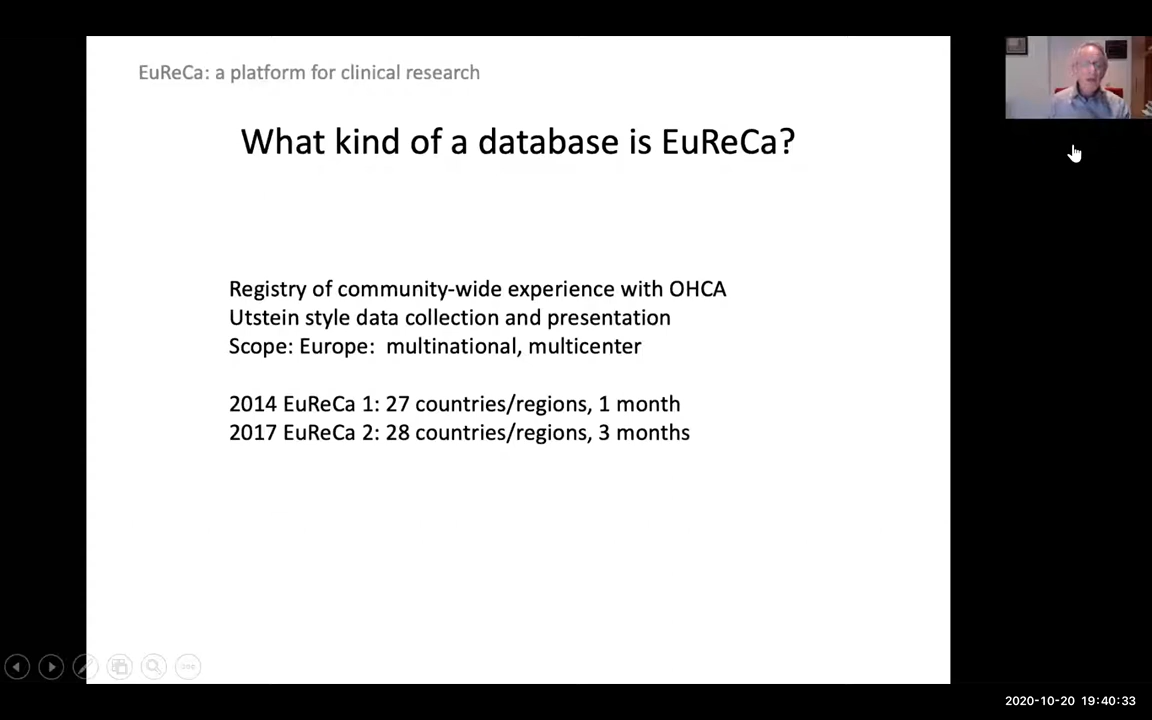 EuReCa: a platform for clinical research
What kind of a database is EuReCa?
Registry of community-wide experience with OHCA
Utstein style data collection and presentation
Scope: Europe: multinational, multicenter
2014 EuReCa 1: 27 countries/regions, 1 month
2017 EuReCa 2: 28 countries/regions, 3 months
2020-10-20 19:40:33